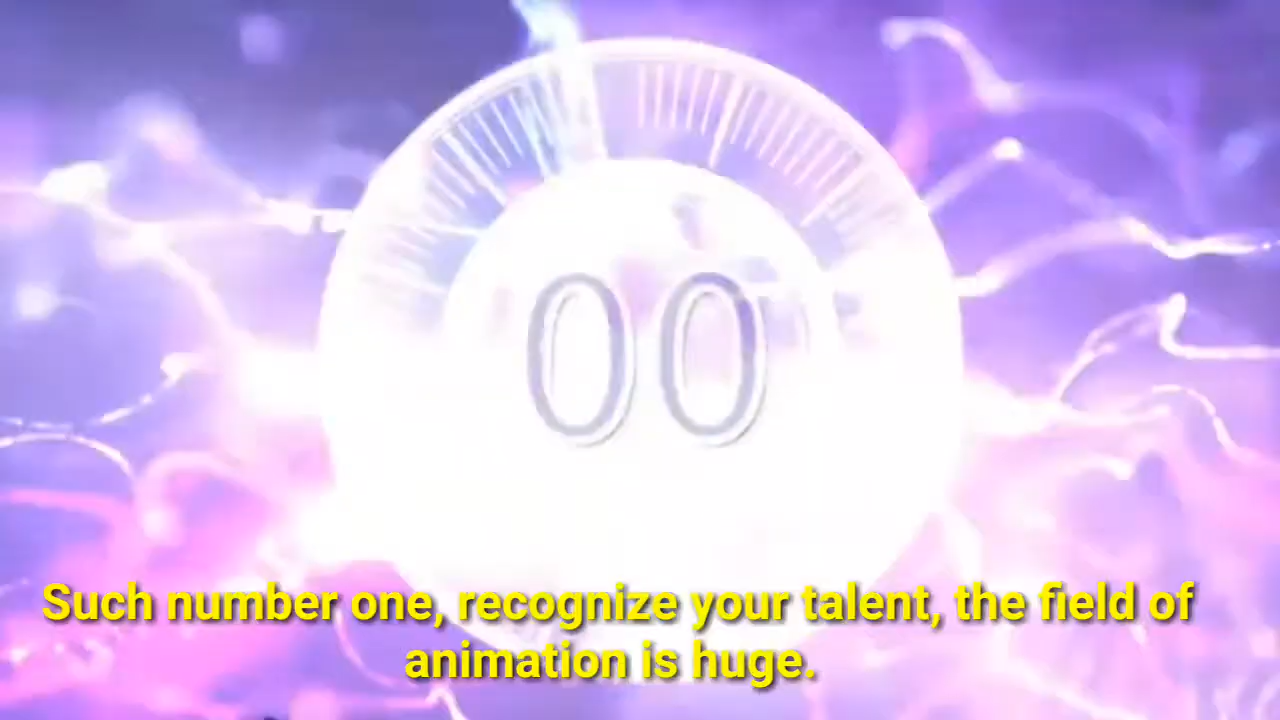 00
Such number one, recognize your talent, the field of
animation is huge.